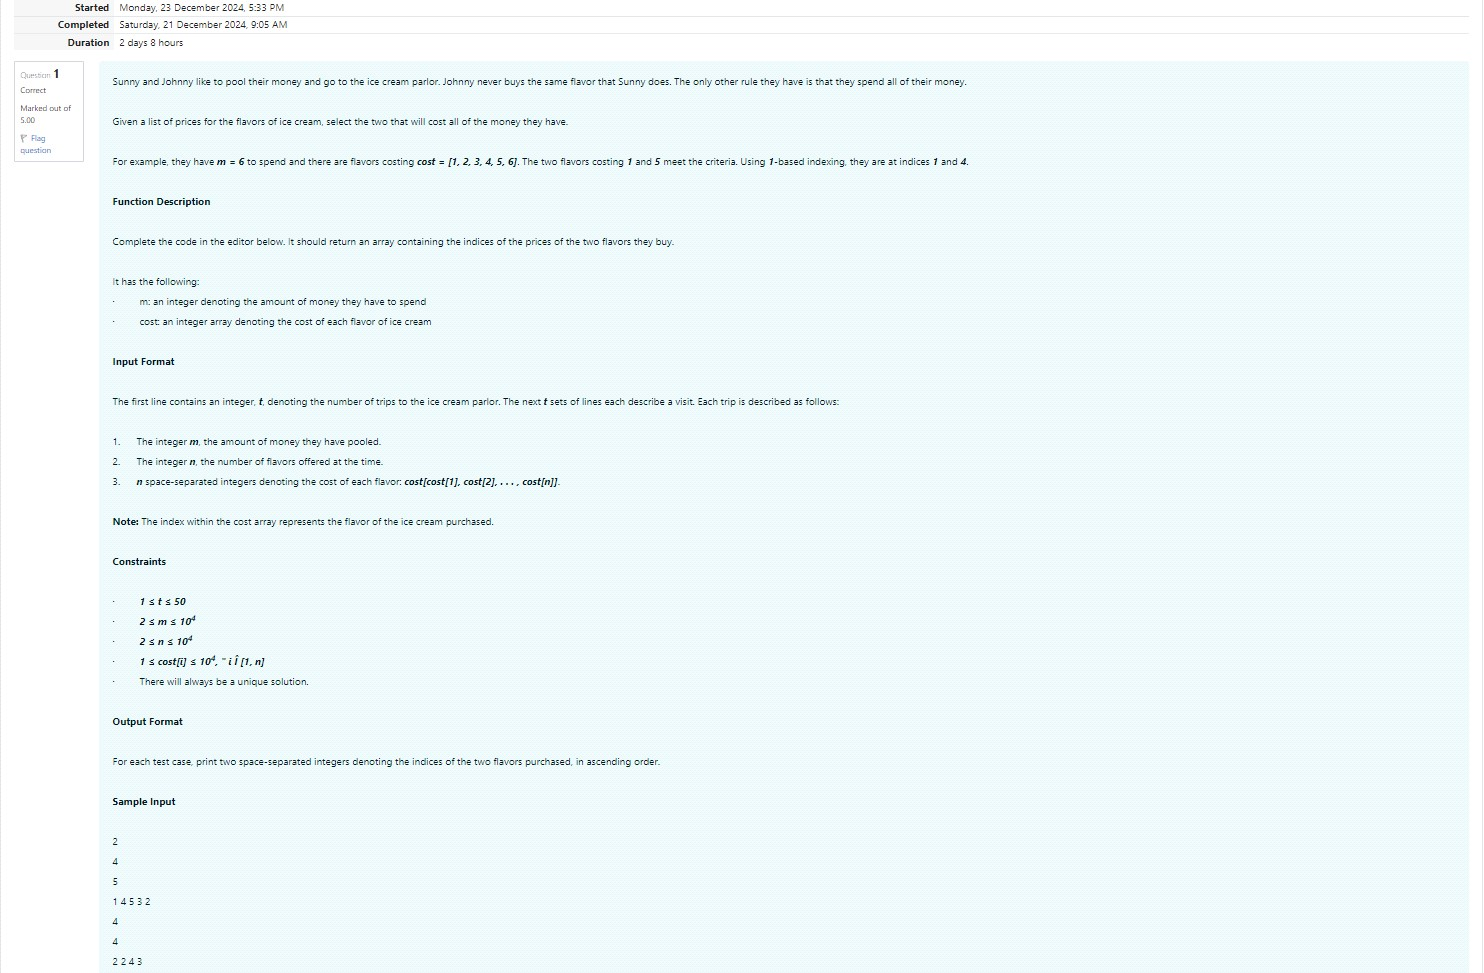 Started Monday, 23 December 2024, 5:33 PM
Completed Saturday, 21 December 2024, 9:05 AM
Duration 2 days 8 hours
Question 1
Correct
Marked out of
5.00
Flag
question
Sunny and Johnny like to pool their money and go to the ice cream parlor. Johnny never buys the same flavor that Sunny does. The only other rule they have is that they spend all of their money.
Given a list of prices for the flavors of ice cream, select the two that will cost all of the money they have.
For example, they have m = 6 to spend and there are flavors costing cost = [1, 2, 3, 4, 5, 6]. The two flavors costing 1 and 5 meet the criteria. Using 1-based indexing, they are at indices 1 and 4.
Function Description
Complete the code in the editor below. It should return an array containing the indices of the prices of the two flavors they buy.
It has the following:
· m: an integer denoting the amount of money they have to spend
· cost: an integer array denoting the cost of each flavor of ice cream
Input Format
The first line contains an integer, t, denoting the number of trips to the ice cream parlor. The next t sets of lines each describe a visit. Each trip is described as follows:
1. The integer m, the amount of money they have pooled.
2. The integer n, the number of flavors offered at the time.
3. n space-separated integers denoting the cost of each flavor: cost[cost[1], cost[2], . . . , cost[n]].
Note: The index within the cost array represents the flavor of the ice cream purchased.
Constraints
· 1 ≤ t ≤ 50
· 2 ≤ m ≤ 10⁴
· 2 ≤ n ≤ 10⁴
· 1 ≤ cost[i] ≤ 10⁴, ¨ i Î [1, n]
· There will always be a unique solution.
Output Format
For each test case, print two space-separated integers denoting the indices of the two flavors purchased, in ascending order.
Sample Input
2
4
5
1 4 5 3 2
4
4
2 2 4 3